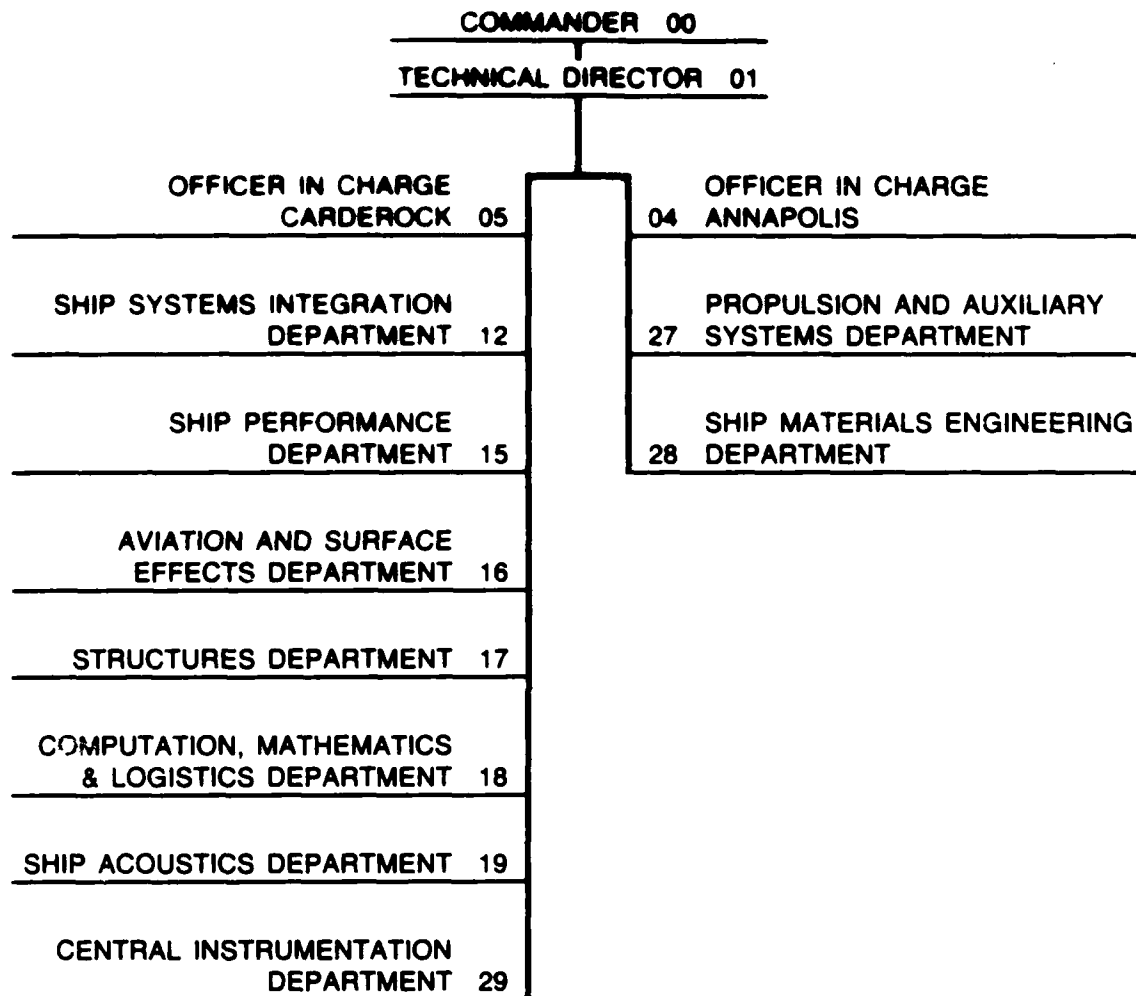 COMMANDER 00
TECHNICAL DIRECTOR 01
OFFICER IN CHARGE
CARDEROCK 05
SHIP SYSTEMS INTEGRATION
DEPARTMENT 12
SHIP PERFORMANCE
DEPARTMENT 15
AVIATION AND SURFACE
EFFECTS DEPARTMENT 16
STRUCTURES DEPARTMENT 17
COMPUTATION, MATHEMATICS
& LOGISTICS DEPARTMENT 18
SHIP ACOUSTICS DEPARTMENT 19
CENTRAL INSTRUMENTATION
DEPARTMENT 29
OFFICER IN CHARGE
04 ANNAPOLIS
PROPULSION AND AUXILIARY
27 SYSTEMS DEPARTMENT
SHIP MATERIALS ENGINEERING
28 DEPARTMENT